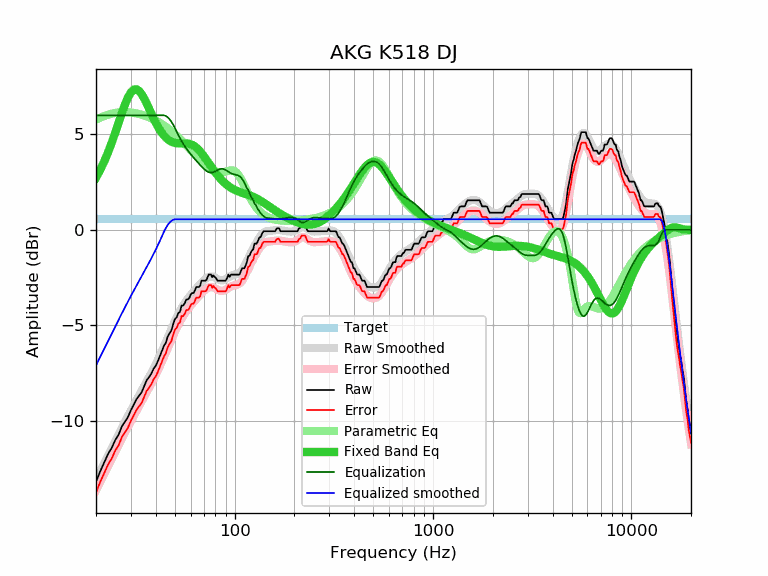 AKG K518 DJ
Amplitude (dBr)
5
0
−5
−10
Target
Raw Smoothed
Error Smoothed
Raw
Error
Parametric Eq
Fixed Band Eq
Equalization
Equalized smoothed
100
1000
10000
Frequency (Hz)